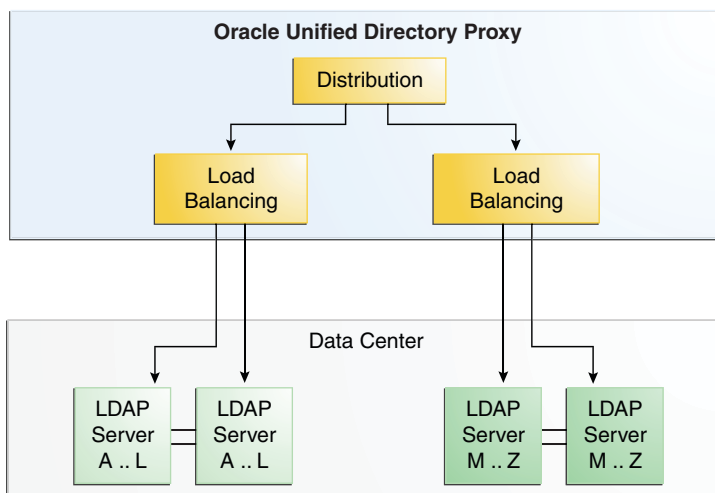 Oracle Unified Directory Proxy
Distribution
Load
Balancing
Load
Balancing
Data Center
LDAP
Server
A .. L
LDAP
Server
A .. L
LDAP
Server
M .. Z
LDAP
Server
M .. Z